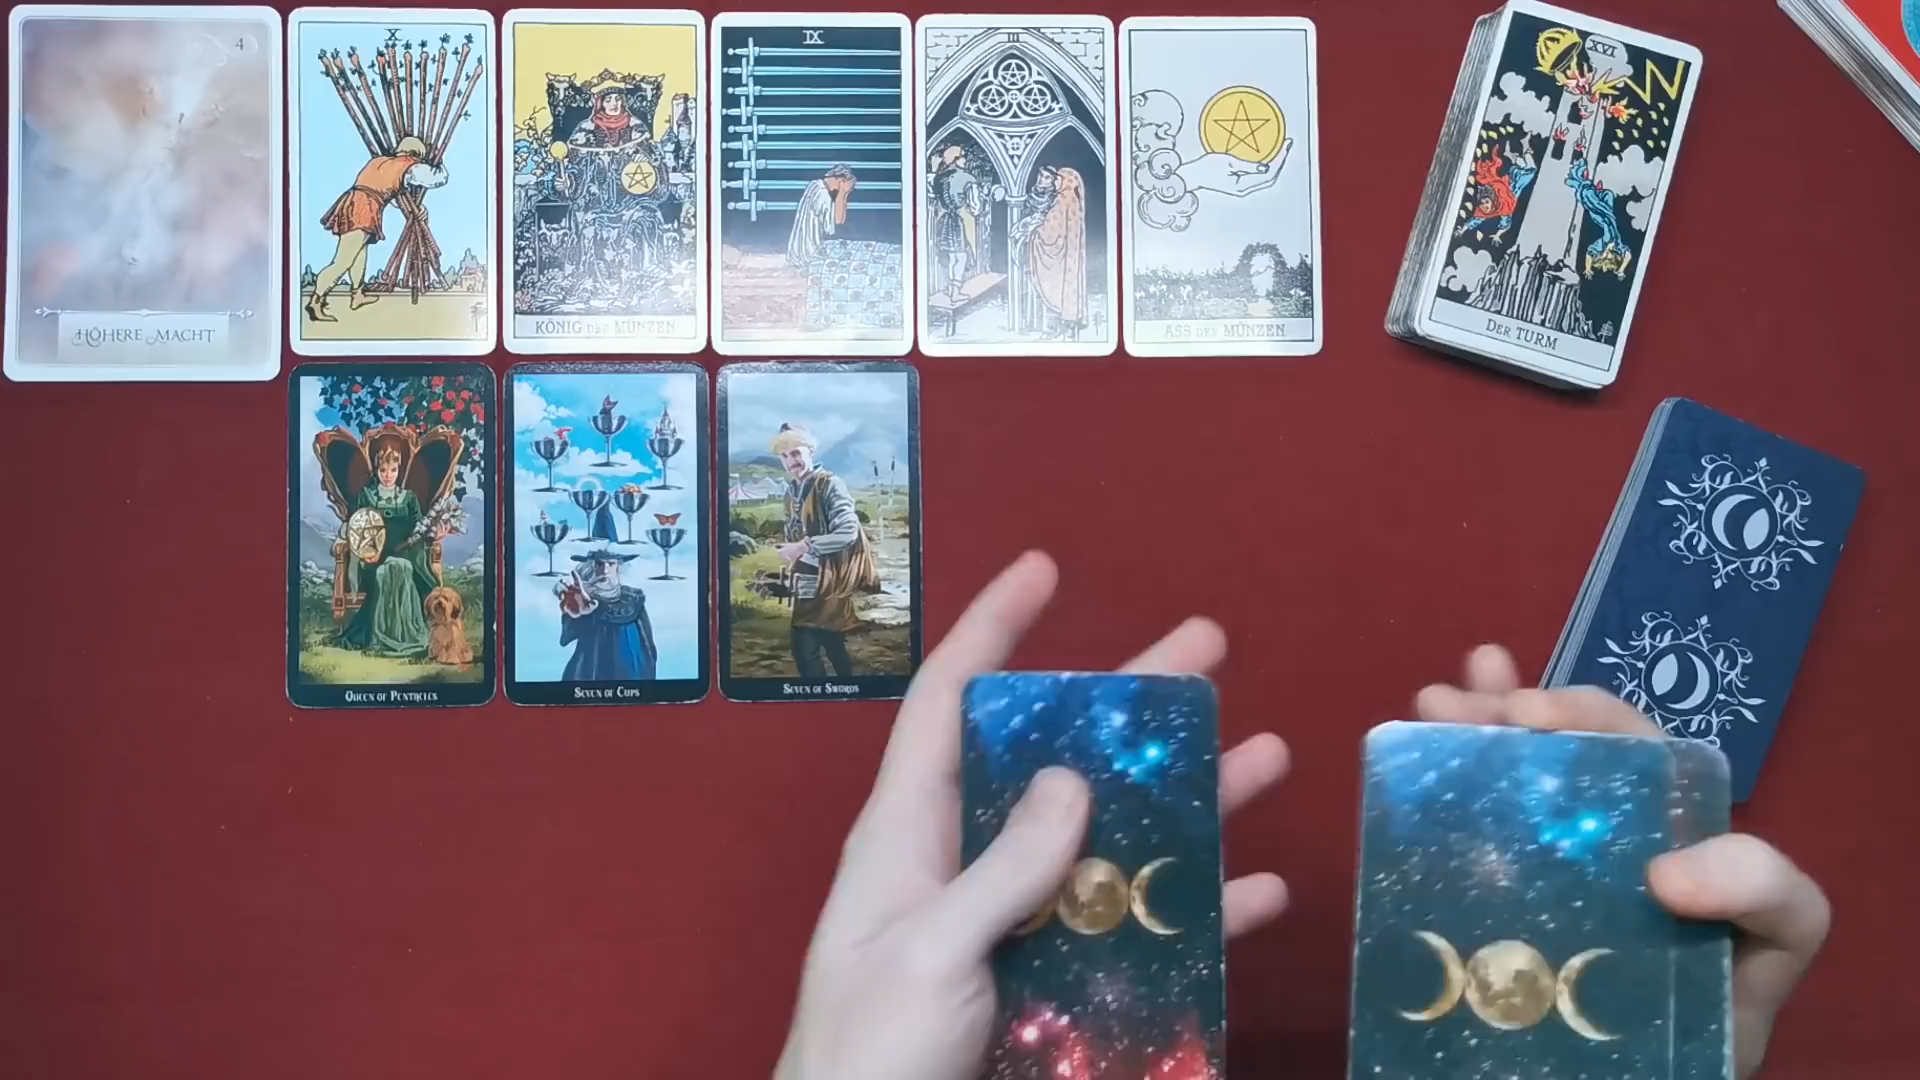 4
HÖHERE MACHT
X
KÖNIG DER MÜNZEN
IX
III
ASS DER MÜNZEN
XVI
DER TURM
QUEEN OF PENTACLES
SEVEN OF CUPS
SEVEN OF SWORDS